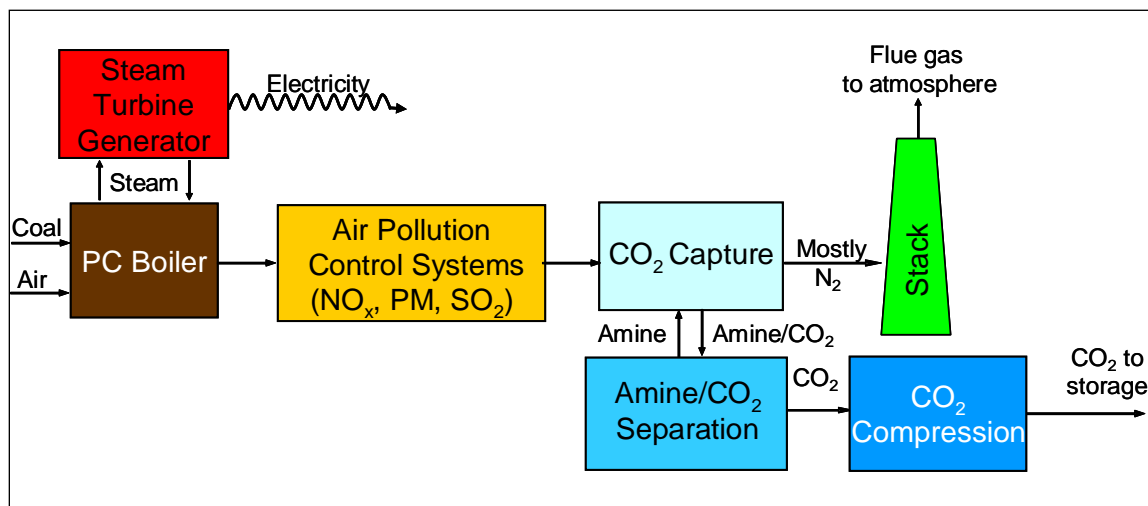 Steam
Turbine
Generator
Electricity
Flue gas
to atmosphere
Steam
Coal
Air
PC Boiler
Air Pollution
Control Systems
(NOₓ, PM, SO₂)
CO₂ Capture
Mostly
N₂
Stack
Amine
Amine/CO₂
Amine/CO₂
Separation
CO₂
CO₂
Compression
CO₂ to
storage